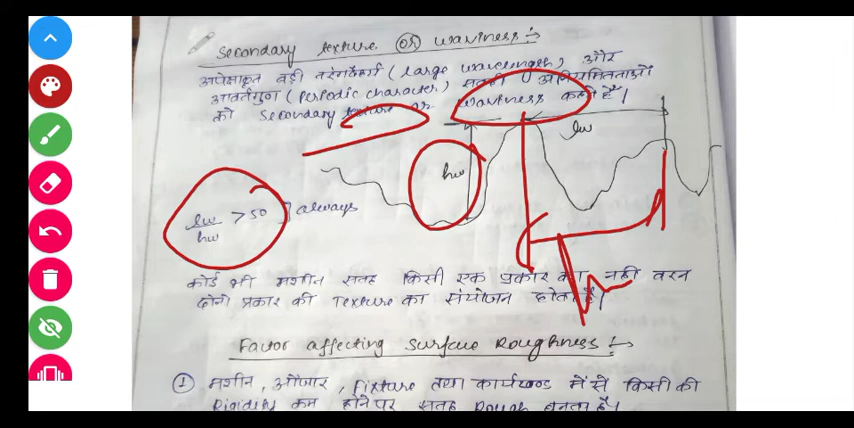 Secondary texture or waviness :-
अपेक्षाकृत बड़ी तरंगदैर्ध्य (large wavelength) और
आवर्तगुण (Periodic character) सतही अनियमितताओं
को Secondary texture or waviness कहते हैं।
lw
hw
lw/hw > 50 ] always
कोई भी मशीन सतह किसी एक प्रकार का नहीं वरन
दोनो प्रकार की Texture का संयोजन होता है।
Favor affecting Surface Roughness :-
① मशीन, औजार, Fixture तथा कार्यखण्ड में से किसी की
Rigidity कम होने पर सतह Rough बनता है।